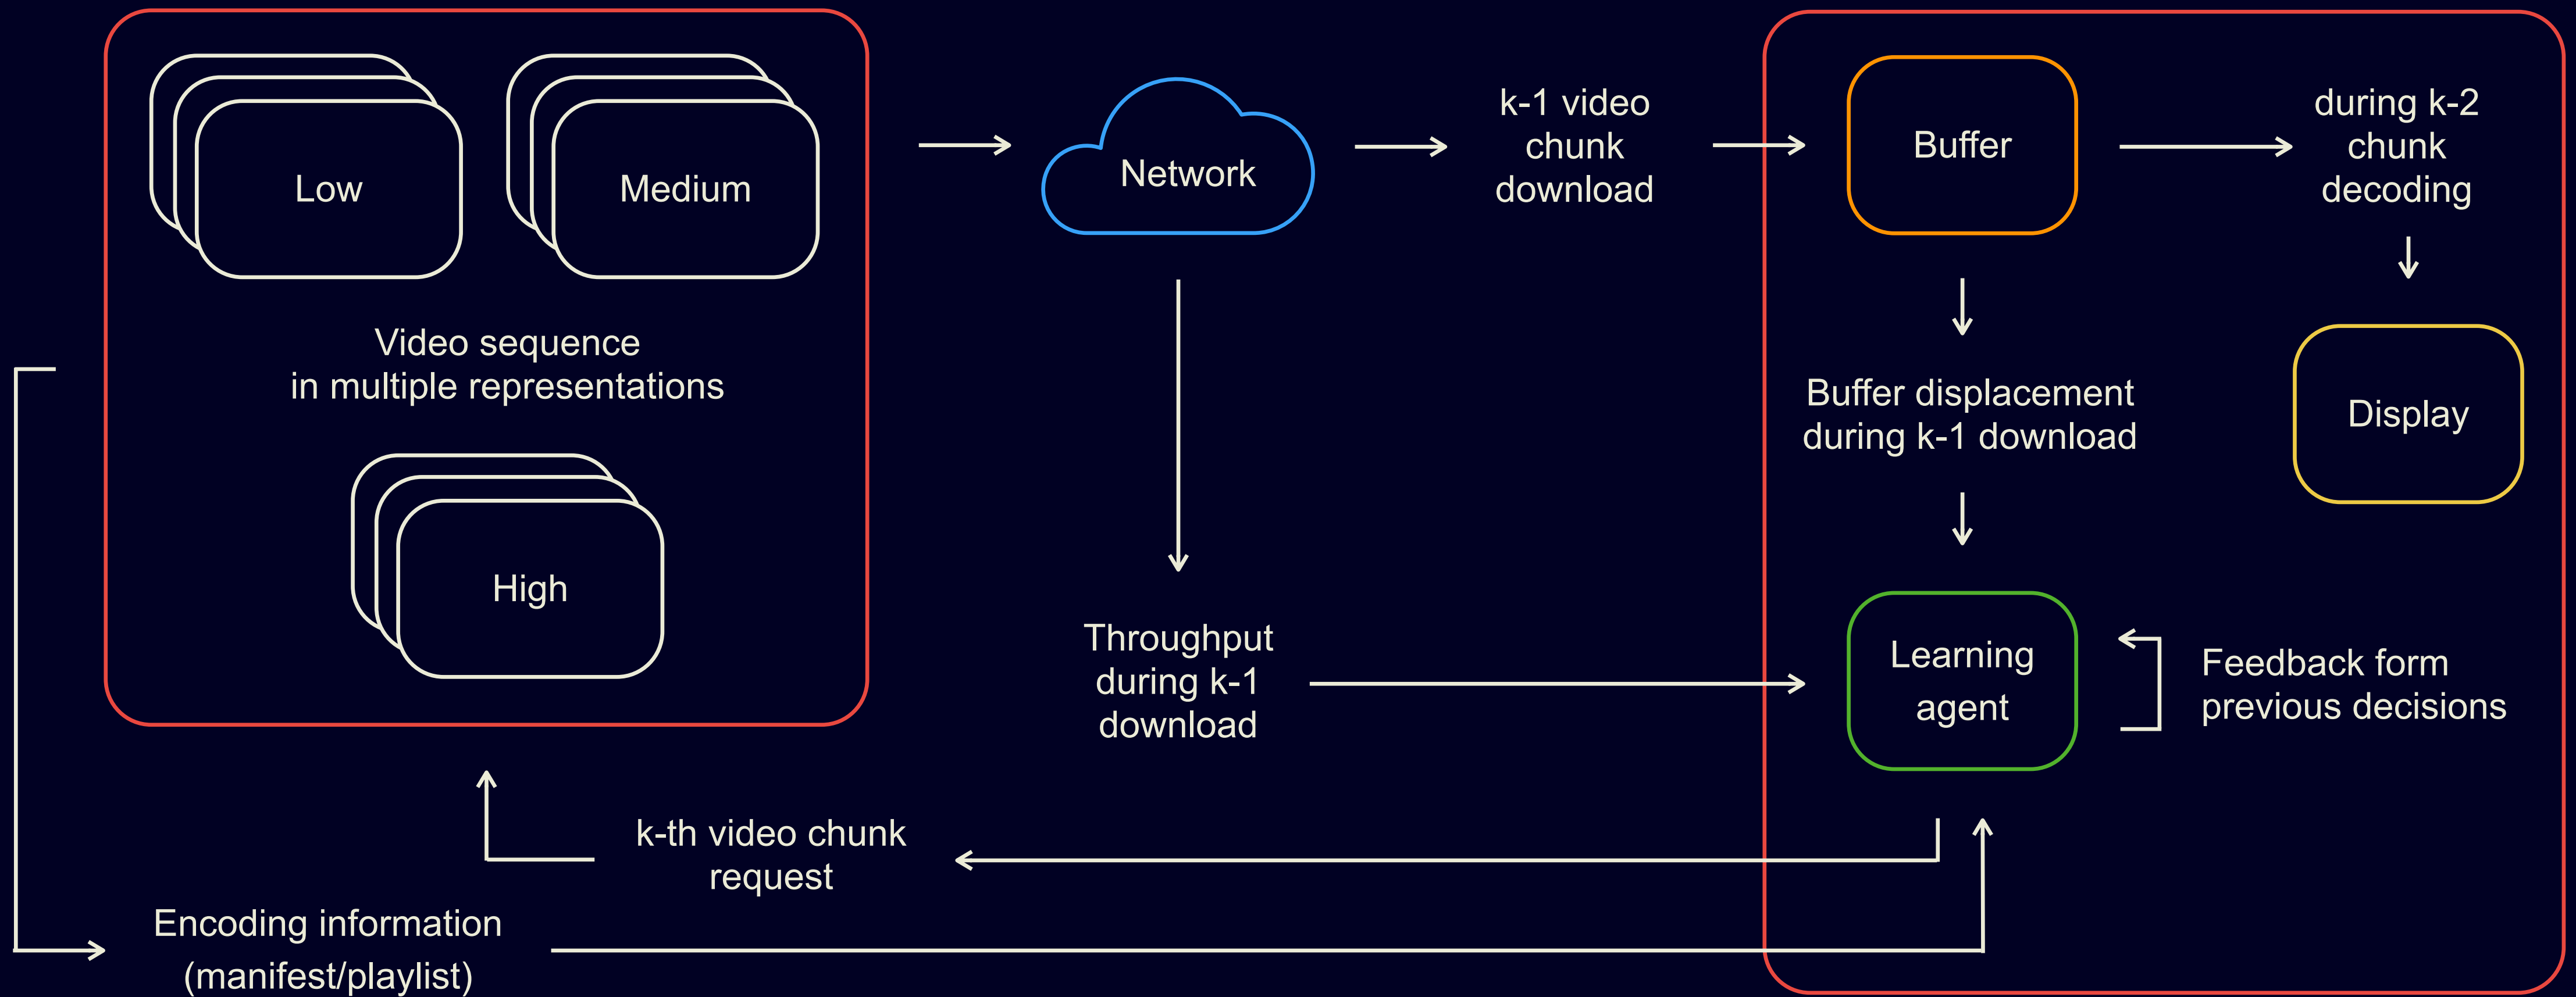 Low
Medium
Video sequence
in multiple representations
High
Network
k-1 video
chunk
download
Buffer
during k-2
chunk
decoding
Display
Buffer displacement
during k-1 download
Throughput
during k-1
download
Learning
agent
Feedback form
previous decisions
k-th video chunk
request
Encoding information
(manifest/playlist)